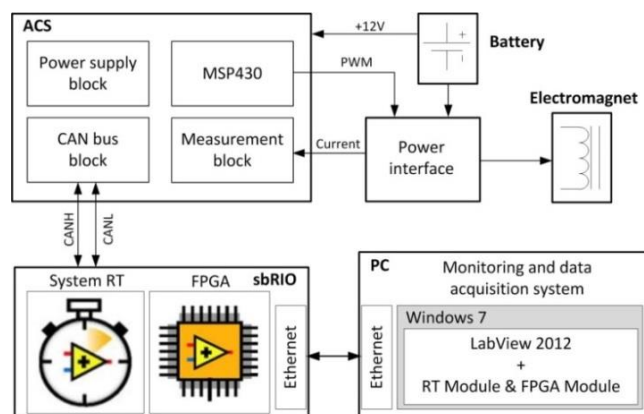 ACS
+12V
Battery
Power supply
block
MSP430
PWM
Electromagnet
CAN bus
block
Measurement
block
Current
Power
interface
CANH
CANL
System RT
FPGA
sbRIO
Ethernet
PC
Monitoring and data
acquisition system
Ethernet
Windows 7
LabView 2012
+
RT Module & FPGA Module